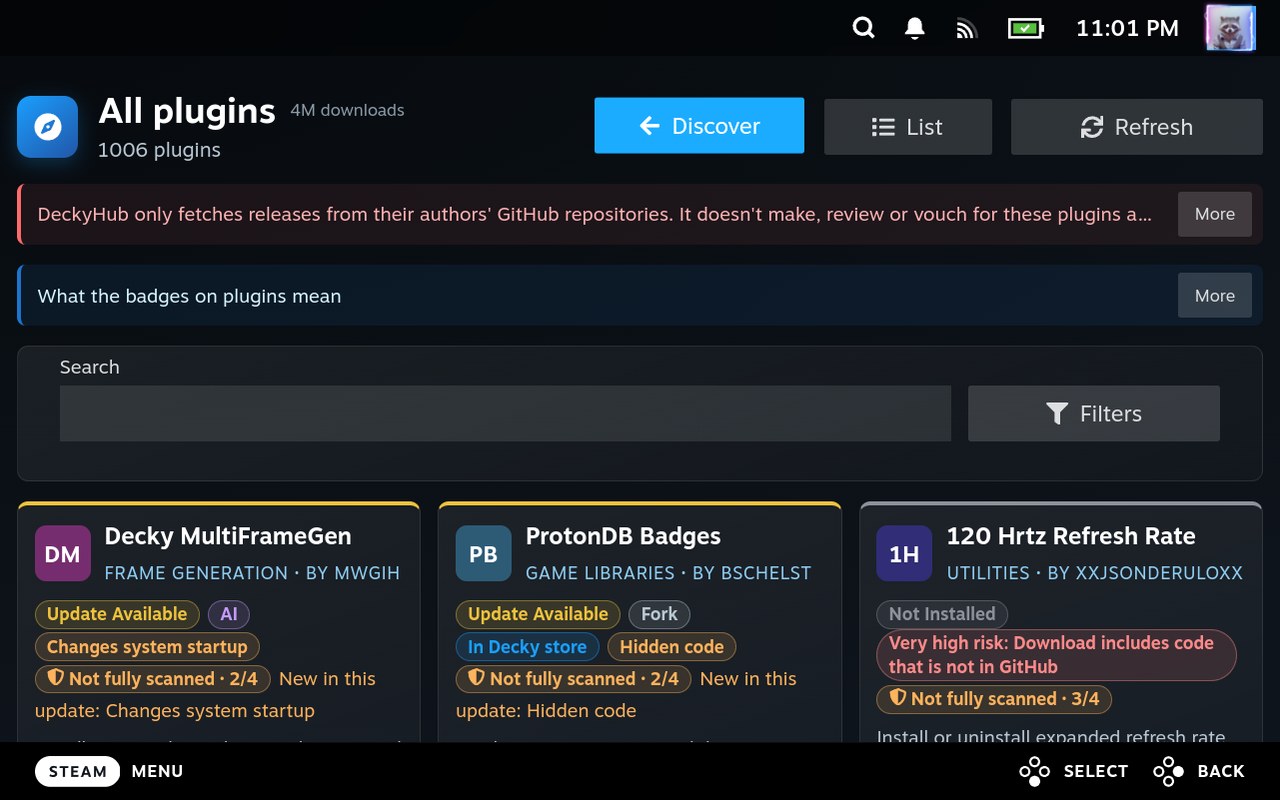 11:01 PM
All plugins 4M downloads
1006 plugins
Discover
List
Refresh
DeckyHub only fetches releases from their authors' GitHub repositories. It doesn't make, review or vouch for these plugins a...
More
What the badges on plugins mean
More
Search
Filters
DM
Decky MultiFrameGen
FRAME GENERATION · BY MWGIH
Update Available
AI
Changes system startup
Not fully scanned · 2/4 New in this
update: Changes system startup
PB
ProtonDB Badges
GAME LIBRARIES · BY BSCHELST
Update Available
Fork
In Decky store
Hidden code
Not fully scanned · 2/4 New in this
update: Hidden code
1H
120 Hrtz Refresh Rate
UTILITIES · BY XXJSONDERULOXX
Not Installed
Very high risk: Download includes code
that is not in GitHub
Not fully scanned · 3/4
Install or uninstall expanded refresh rate
STEAM MENU
SELECT
BACK